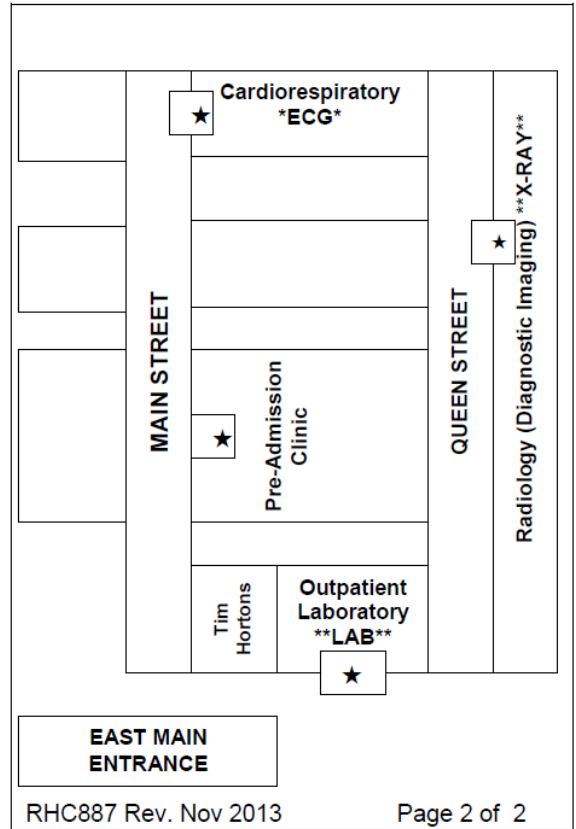 Cardiorespiratory
*ECG*
MAIN STREET
QUEEN STREET
Radiology (Diagnostic Imaging) **X-RAY**
Pre-Admission
Clinic
Tim
Hortons
Outpatient
Laboratory
**LAB**
EAST MAIN
ENTRANCE
RHC887 Rev. Nov 2013 Page 2 of 2